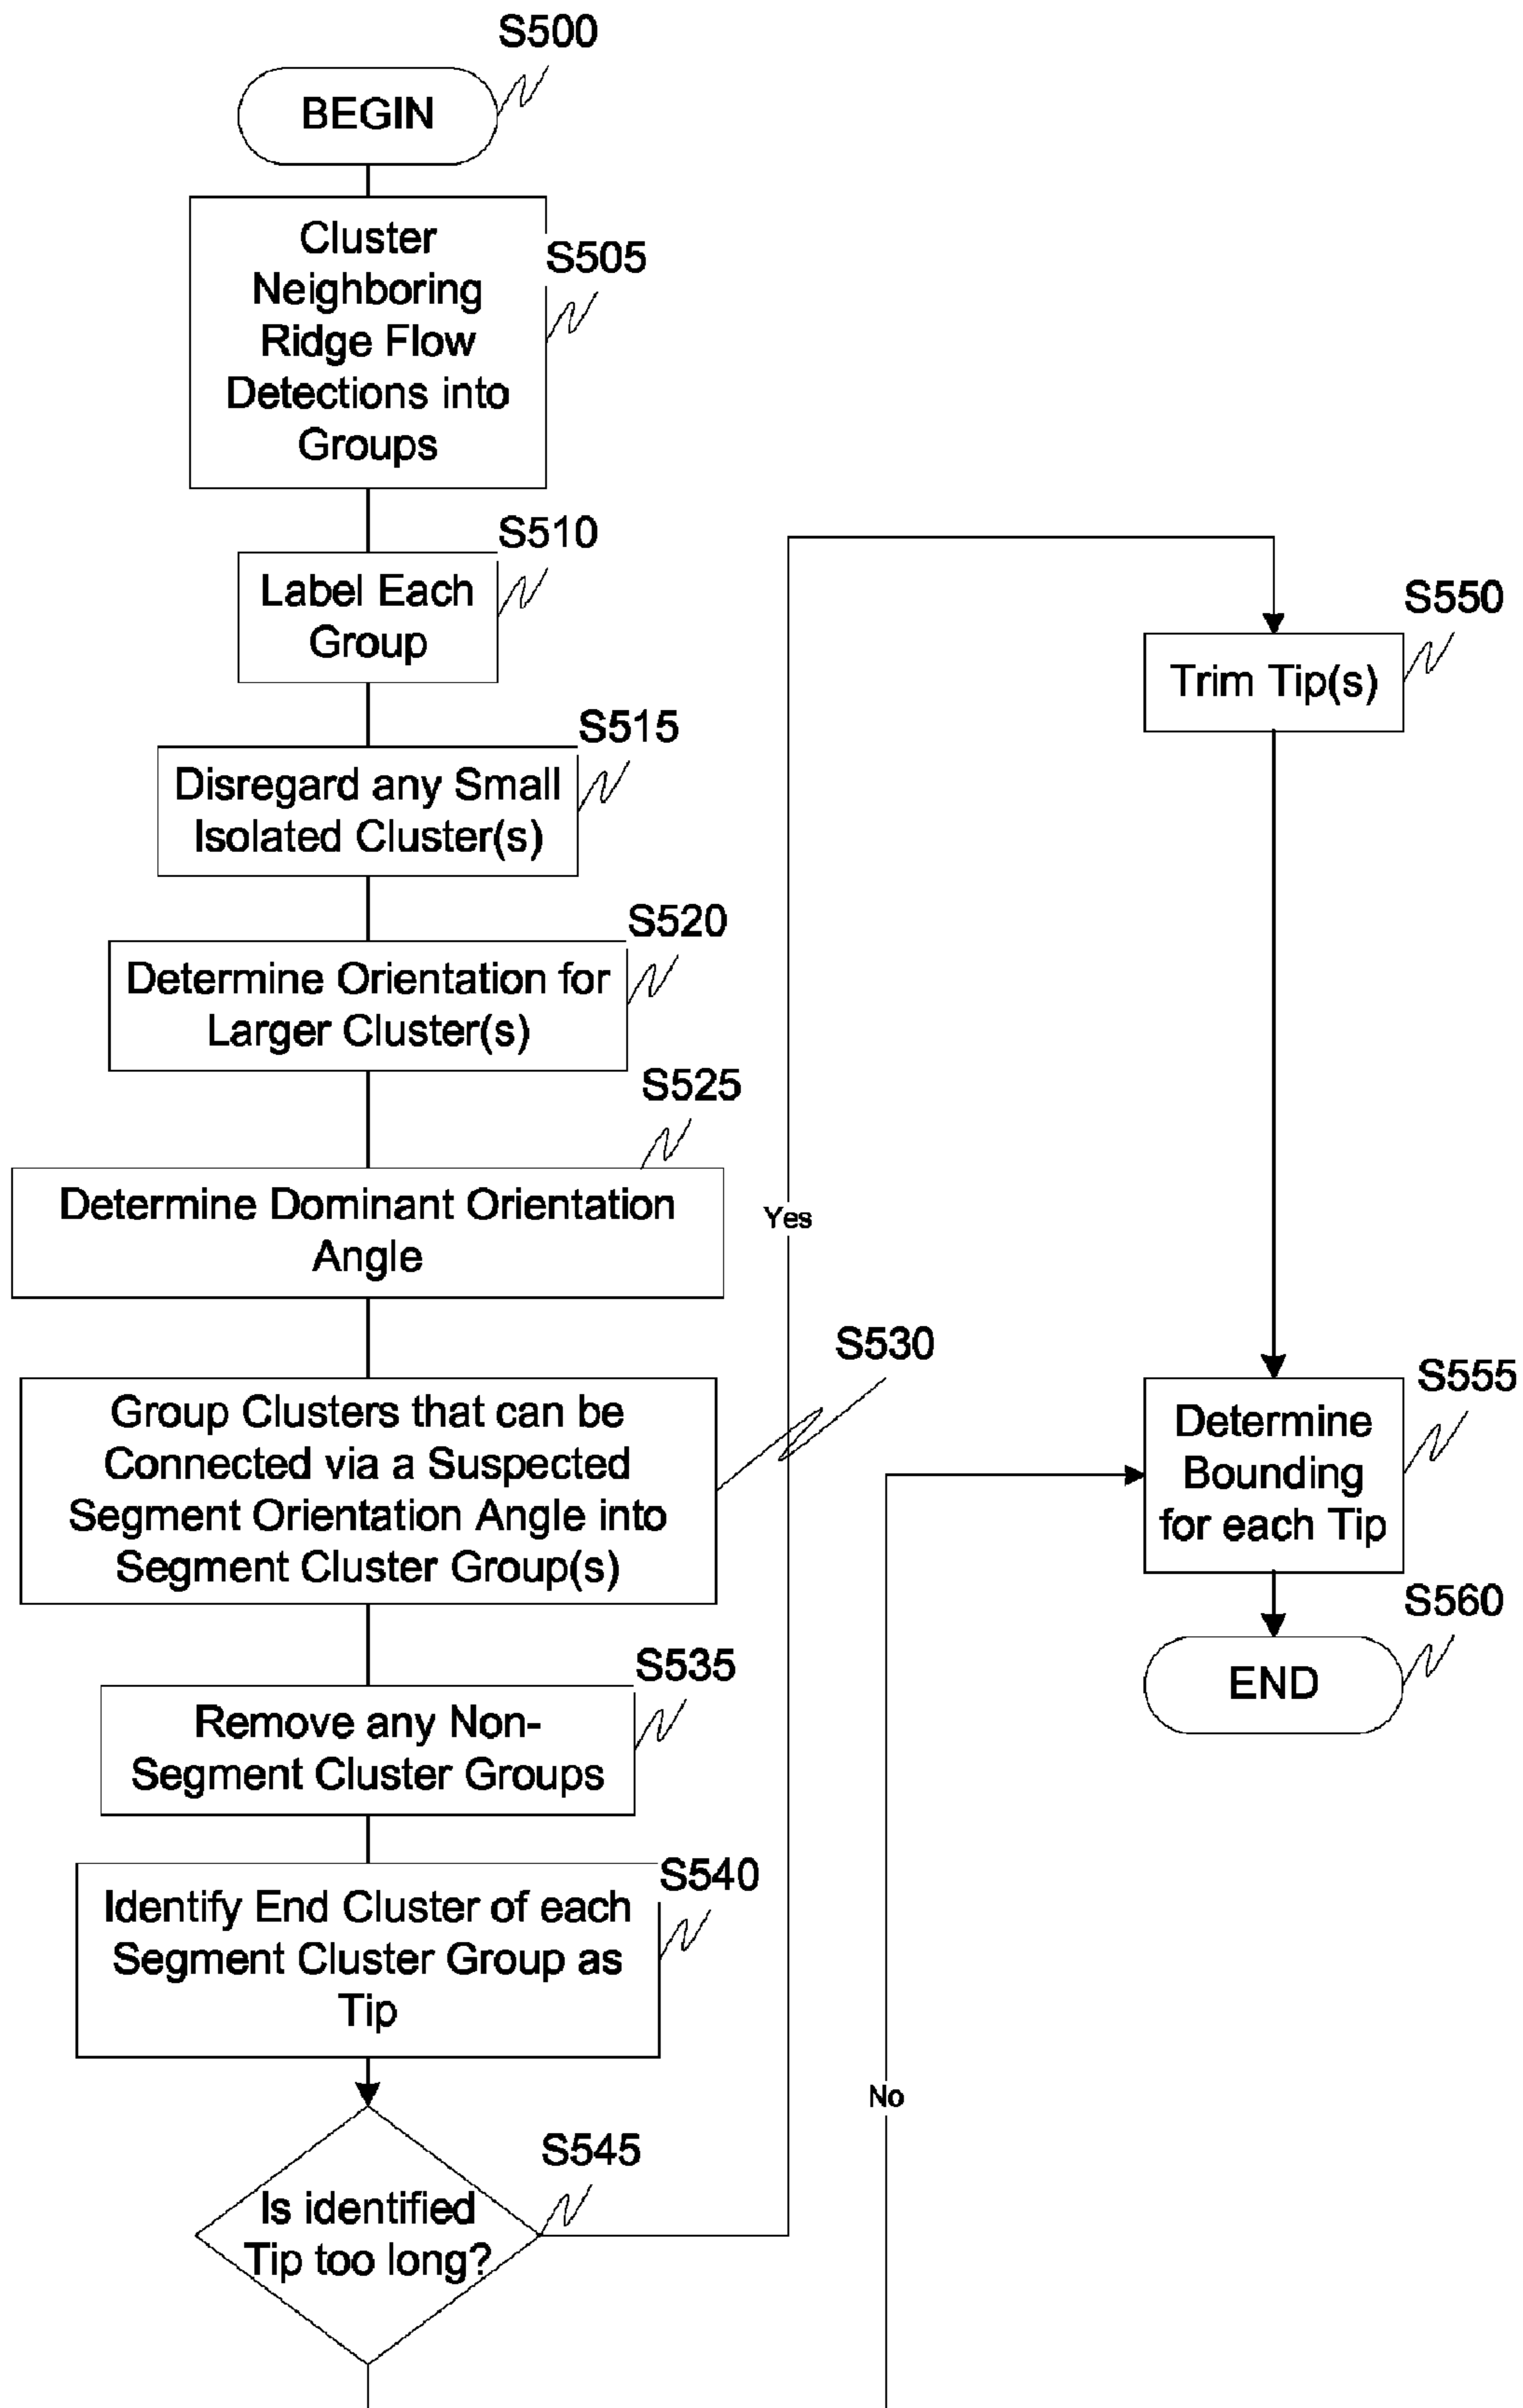 S500
BEGIN
Cluster
Neighboring
Ridge Flow
Detections into
Groups
S505
S510
Label Each
Group
S515
Disregard any Small
Isolated Cluster(s)
S520
Determine Orientation for
Larger Cluster(s)
S525
Determine Dominant Orientation
Angle
S530
Group Clusters that can be
Connected via a Suspected
Segment Orientation Angle into
Segment Cluster Group(s)
S535
Remove any Non-
Segment Cluster Groups
S540
Identify End Cluster of each
Segment Cluster Group as
Tip
S545
Is identified
Tip too long?
Yes
No
S550
Trim Tip(s)
S555
Determine
Bounding
for each Tip
S560
END